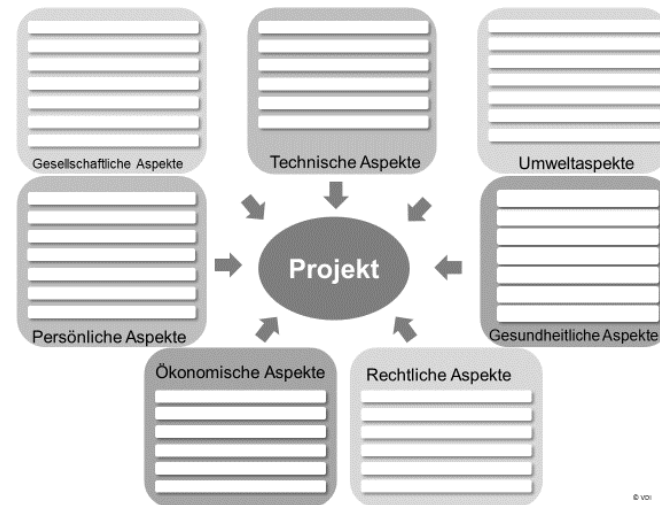 Gesellschaftliche Aspekte
Technische Aspekte
Umweltaspekte
Projekt
Persönliche Aspekte
Gesundheitliche Aspekte
Ökonomische Aspekte
Rechtliche Aspekte
© VDI